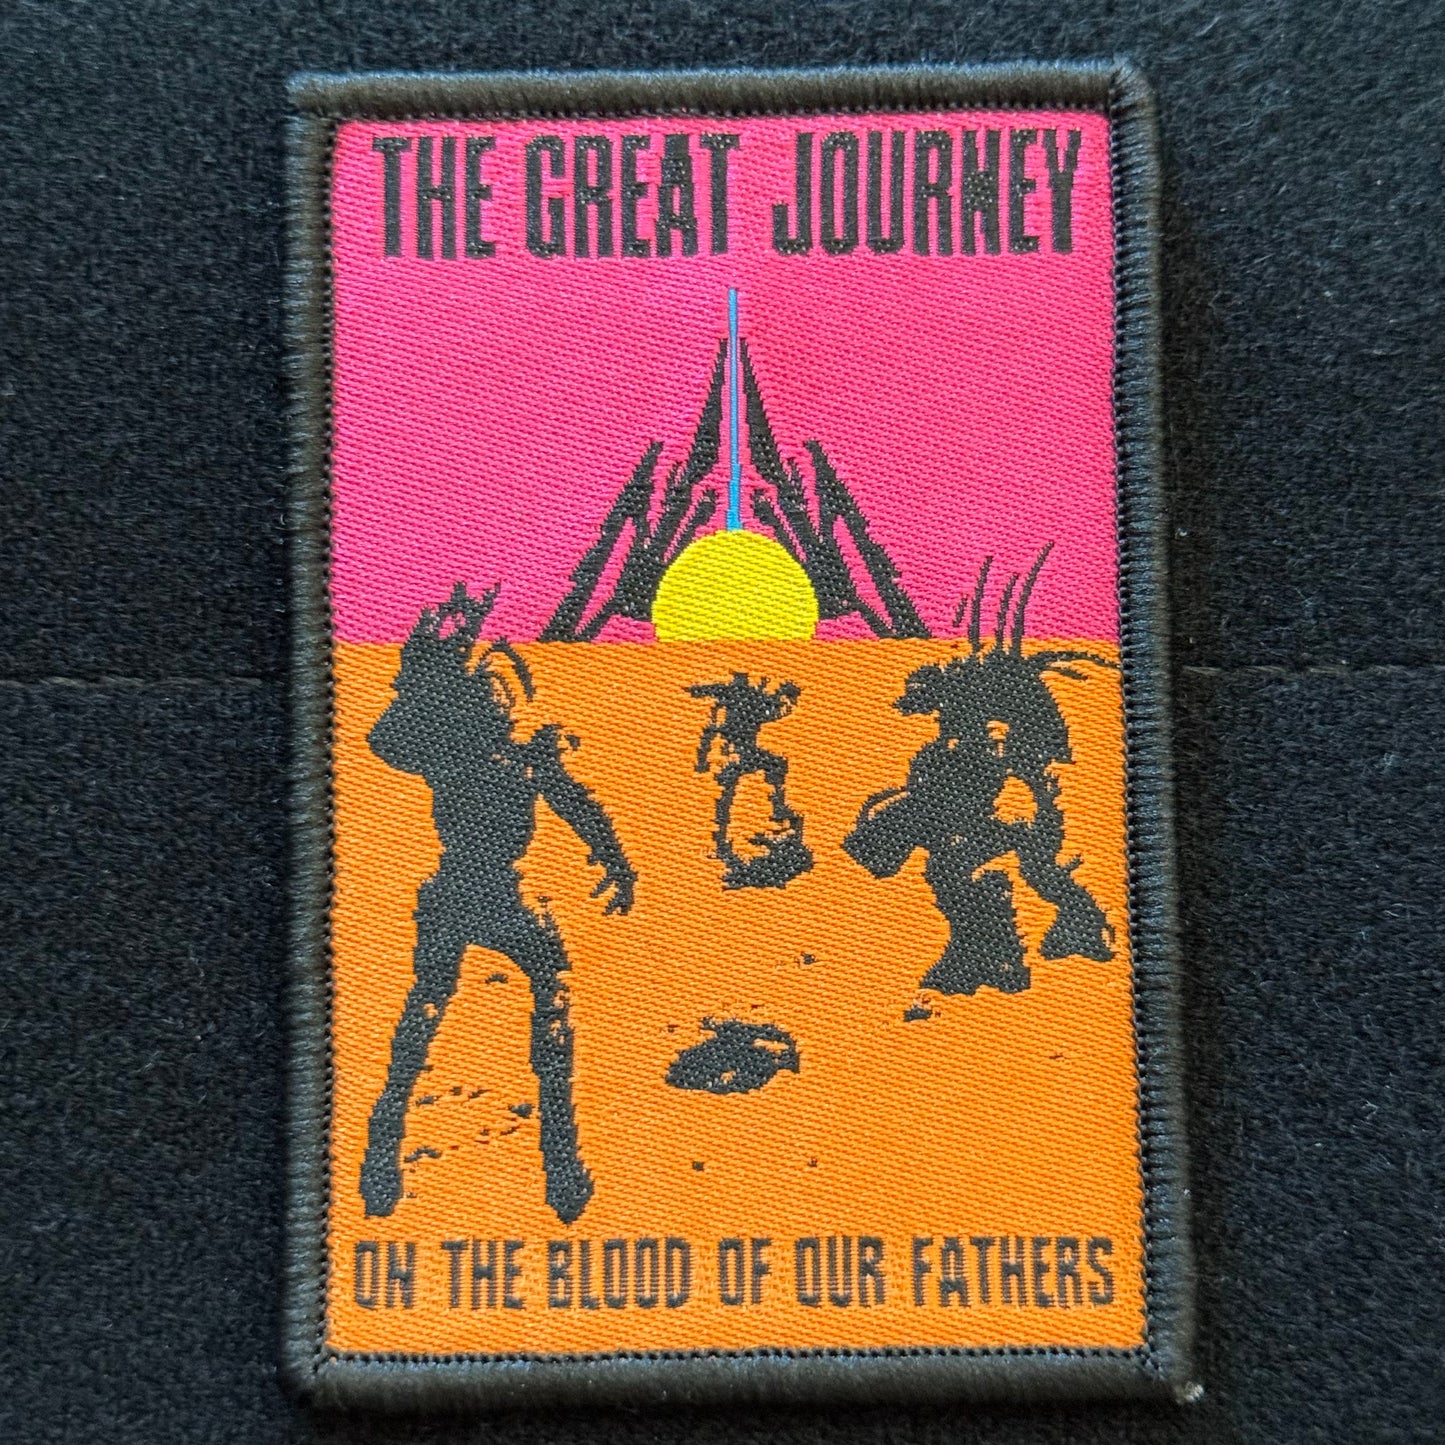 THE GREAT JOURNEY
ON THE BLOOD OF OUR FATHERS